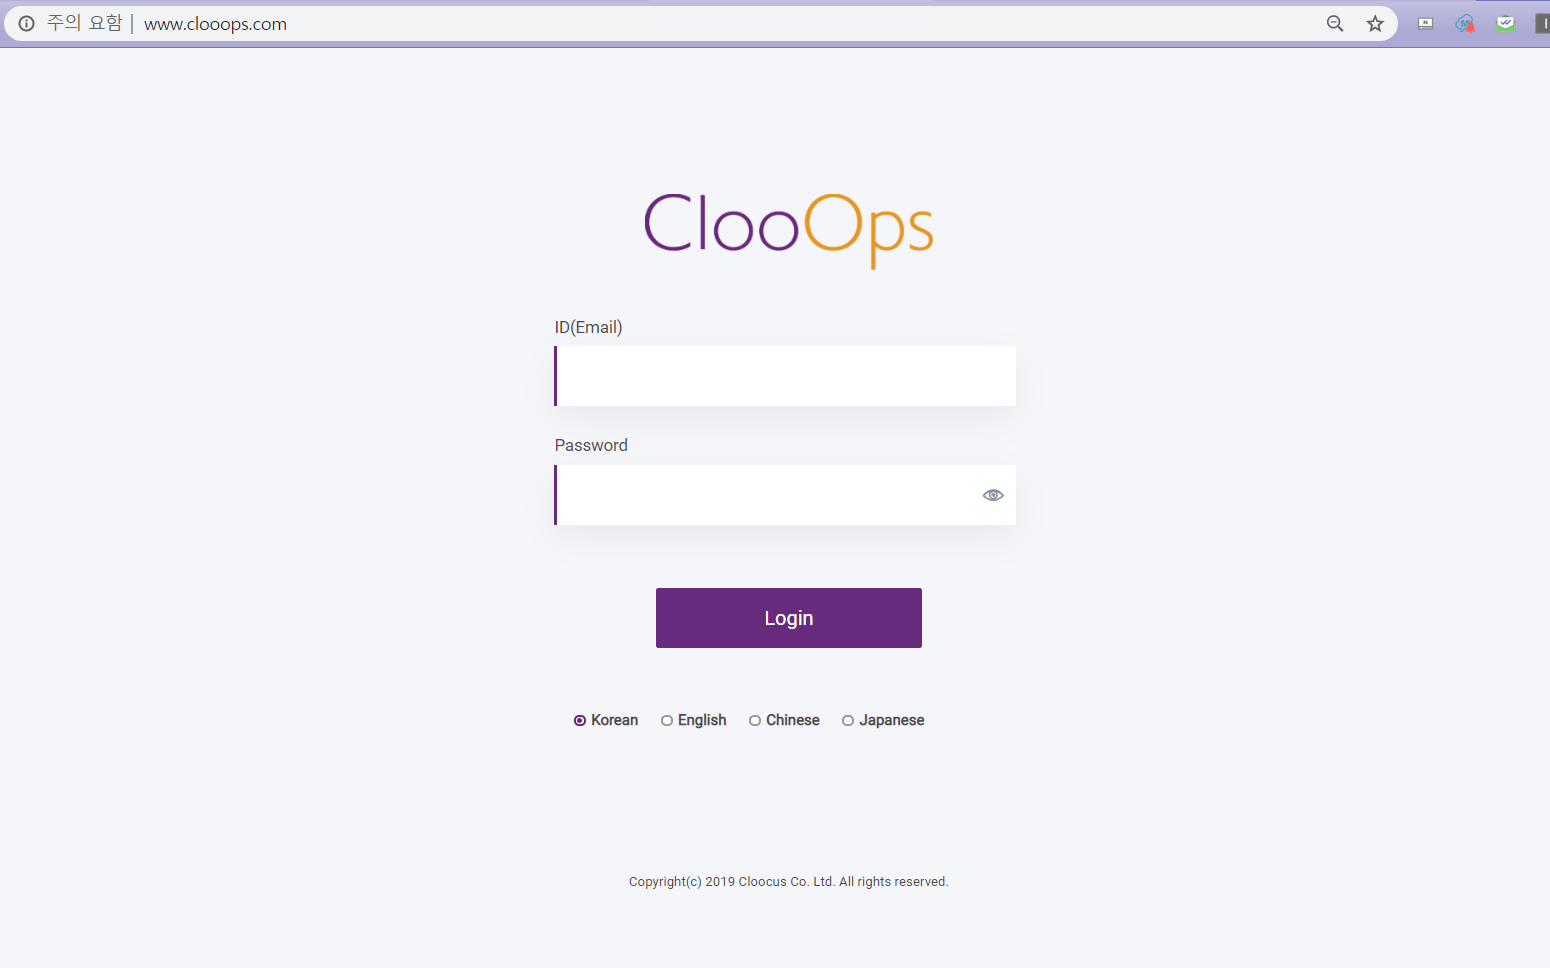 주의 요함 | www.clooops.com
ClooOps
ID(Email)
Password
Login
Korean English Chinese Japanese
Copyright(c) 2019 Cloocus Co. Ltd. All rights reserved.